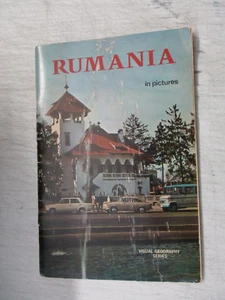 RUMANIA
in pictures
VISUAL GEOGRAPHY
SERIES